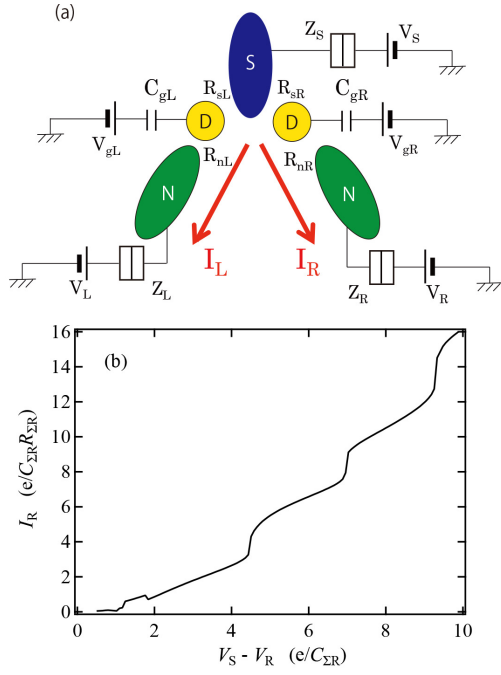 (a)
S
Z_S
V_S
C_gL
R_sL
R_sR
C_gR
D
D
V_gL
R_nL
R_nR
V_gR
N
N
I_L
I_R
V_L
Z_L
Z_R
V_R
(b)
16
14
12
10
8
6
4
2
0
I_R (e/C_ΣR R_ΣR)
0
2
4
6
8
10
V_S - V_R (e/C_ΣR)